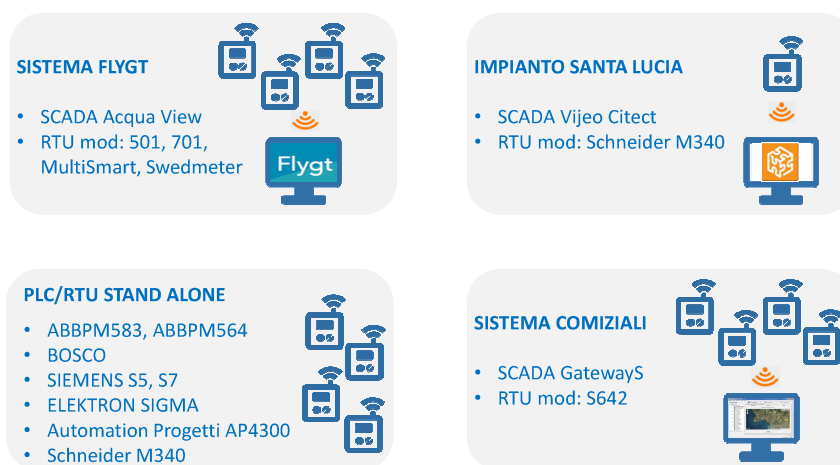 SISTEMA FLYGT
• SCADA Acqua View
• RTU mod: 501, 701,
MultiSmart, Swedmeter
Flygt
IMPIANTO SANTA LUCIA
• SCADA Vijeo Citect
• RTU mod: Schneider M340
PLC/RTU STAND ALONE
• ABBPM583, ABBPM564
• BOSCO
• SIEMENS S5, S7
• ELEKTRON SIGMA
• Automation Progetti AP4300
• Schneider M340
SISTEMA COMIZIALI
• SCADA GatewayS
• RTU mod: S642